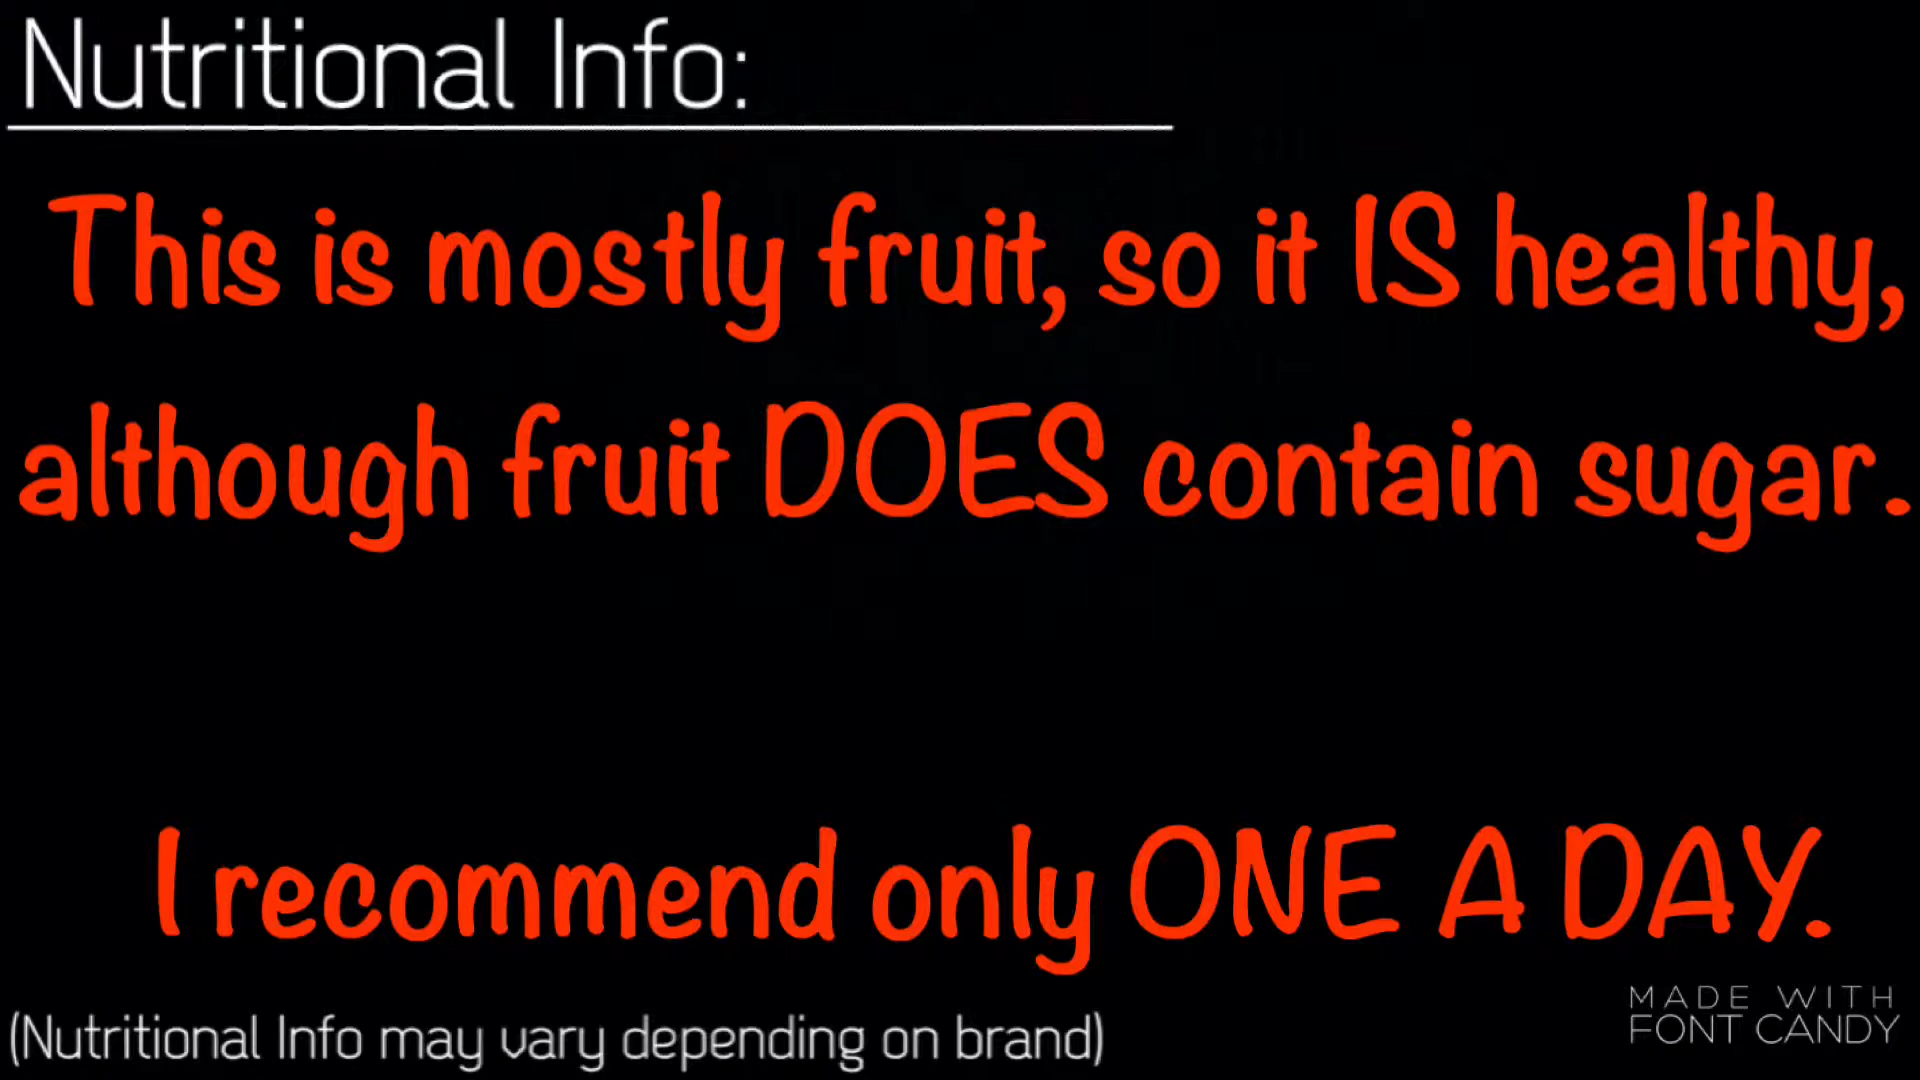 Nutritional Info:
This is mostly fruit, so it IS healthy,
although fruit DOES contain sugar.
I recommend only ONE A DAY.
(Nutritional Info may vary depending on brand)
MADE WITH
FONT CANDY